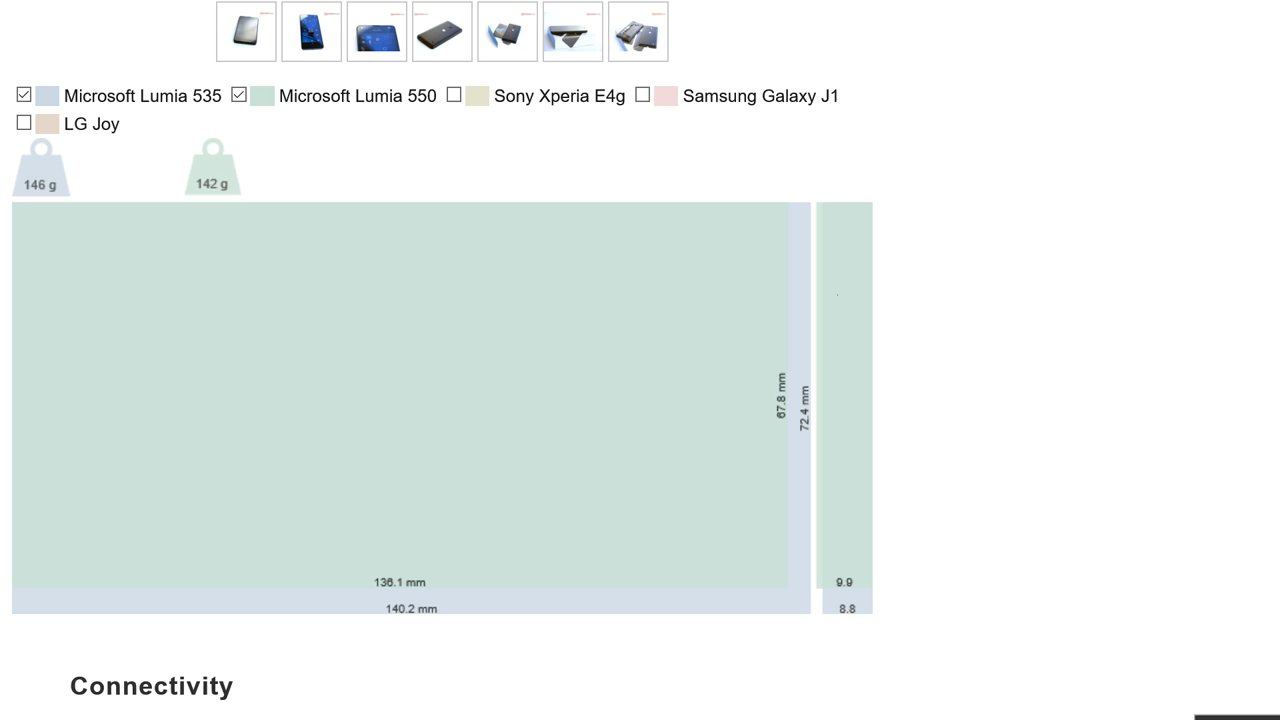 Microsoft Lumia 535 Microsoft Lumia 550 Sony Xperia E4g Samsung Galaxy J1
LG Joy
146 g 142 g
67.8 mm
72.4 mm
136.1 mm 9.9
140.2 mm 8.8
Connectivity